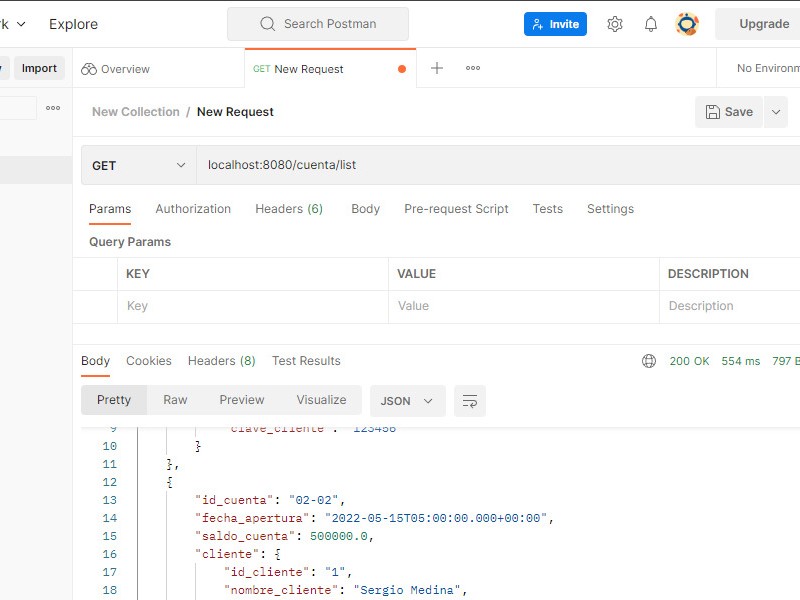 k Explore Search Postman Invite Upgrade
Import Overview GET New Request No Environm
New Collection / New Request Save
GET localhost:8080/cuenta/list
Params Authorization Headers (6) Body Pre-request Script Tests Settings
Query Params
KEY VALUE DESCRIPTION
Key Value Description
Body Cookies Headers (8) Test Results 200 OK 554 ms 797 B
Pretty Raw Preview Visualize JSON
9 "clave_cliente": "123456"
10 }
11 },
12 {
13 "id_cuenta": "02-02",
14 "fecha_apertura": "2022-05-15T05:00:00.000+00:00",
15 "saldo_cuenta": 500000.0,
16 "cliente": {
17 "id_cliente": "1",
18 "nombre_cliente": "Sergio Medina",